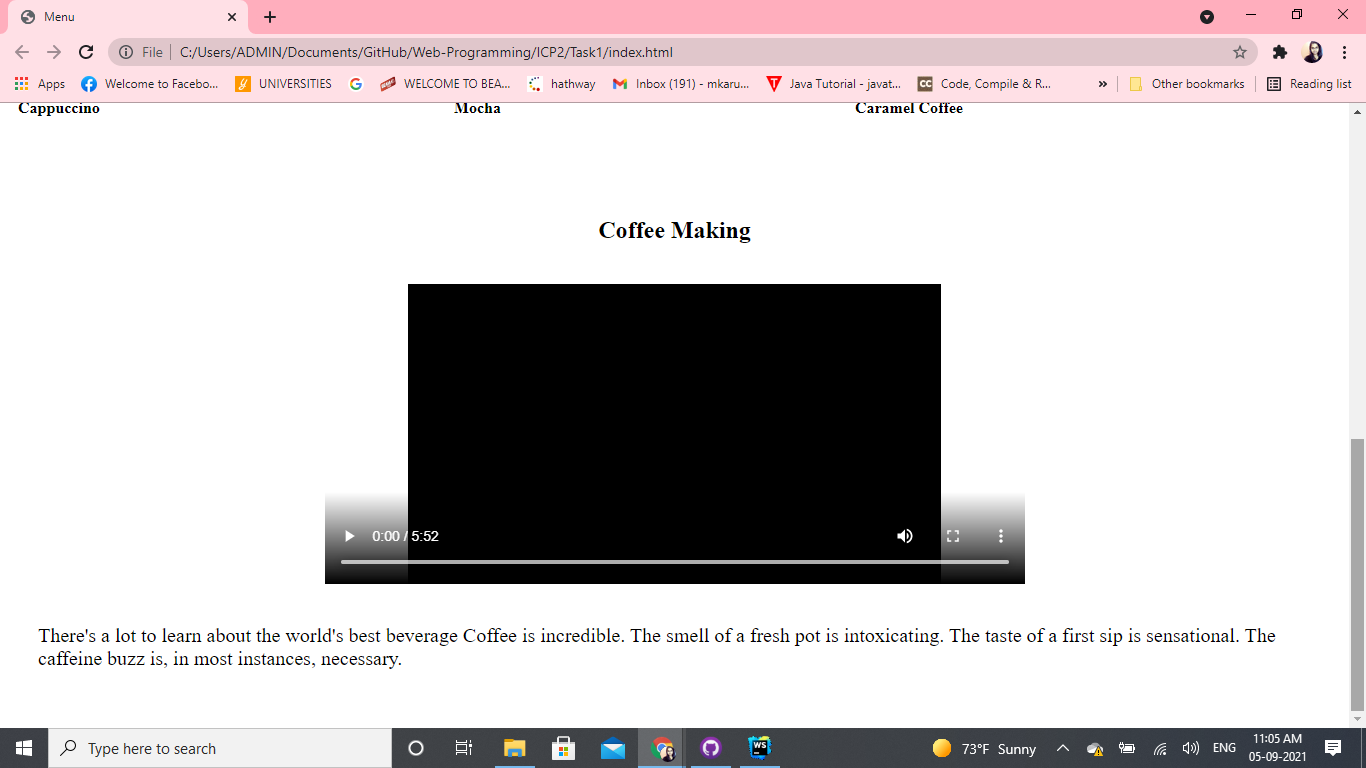 Menu
File C:/Users/ADMIN/Documents/GitHub/Web-Programming/ICP2/Task1/index.html
Apps Welcome to Facebo... UNIVERSITIES WELCOME TO BEA... hathway Inbox (191) - mkaru... Java Tutorial - javat... CC Code, Compile & R... » Other bookmarks Reading list
Cappuccino Mocha Caramel Coffee
Coffee Making
0:00 / 5:52
There's a lot to learn about the world's best beverage Coffee is incredible. The smell of a fresh pot is intoxicating. The taste of a first sip is sensational. The
caffeine buzz is, in most instances, necessary.
Type here to search WS 73°F Sunny ENG 11:05 AM
05-09-2021